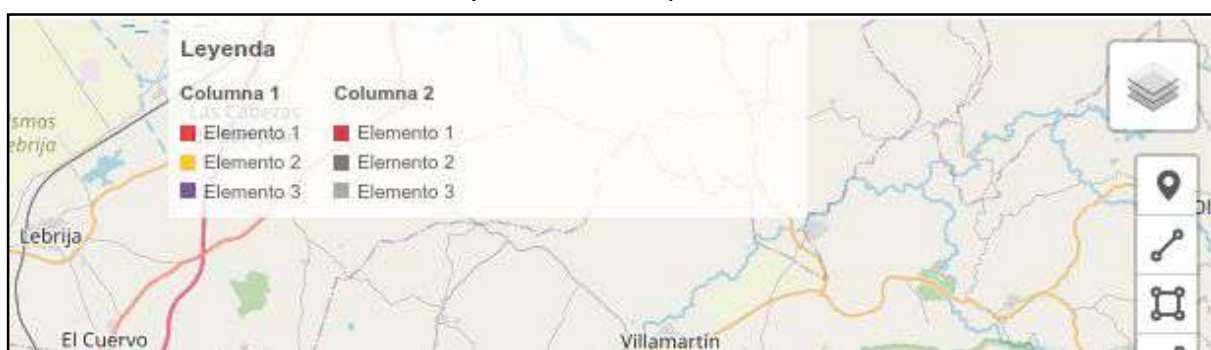 Leyenda
Columna 1 Columna 2
Las Cabezas
Elemento 1 Elemento 1
Elemento 2 Elemento 2
Elemento 3 Elemento 3
Lebrija
El Cuervo
Villamartín